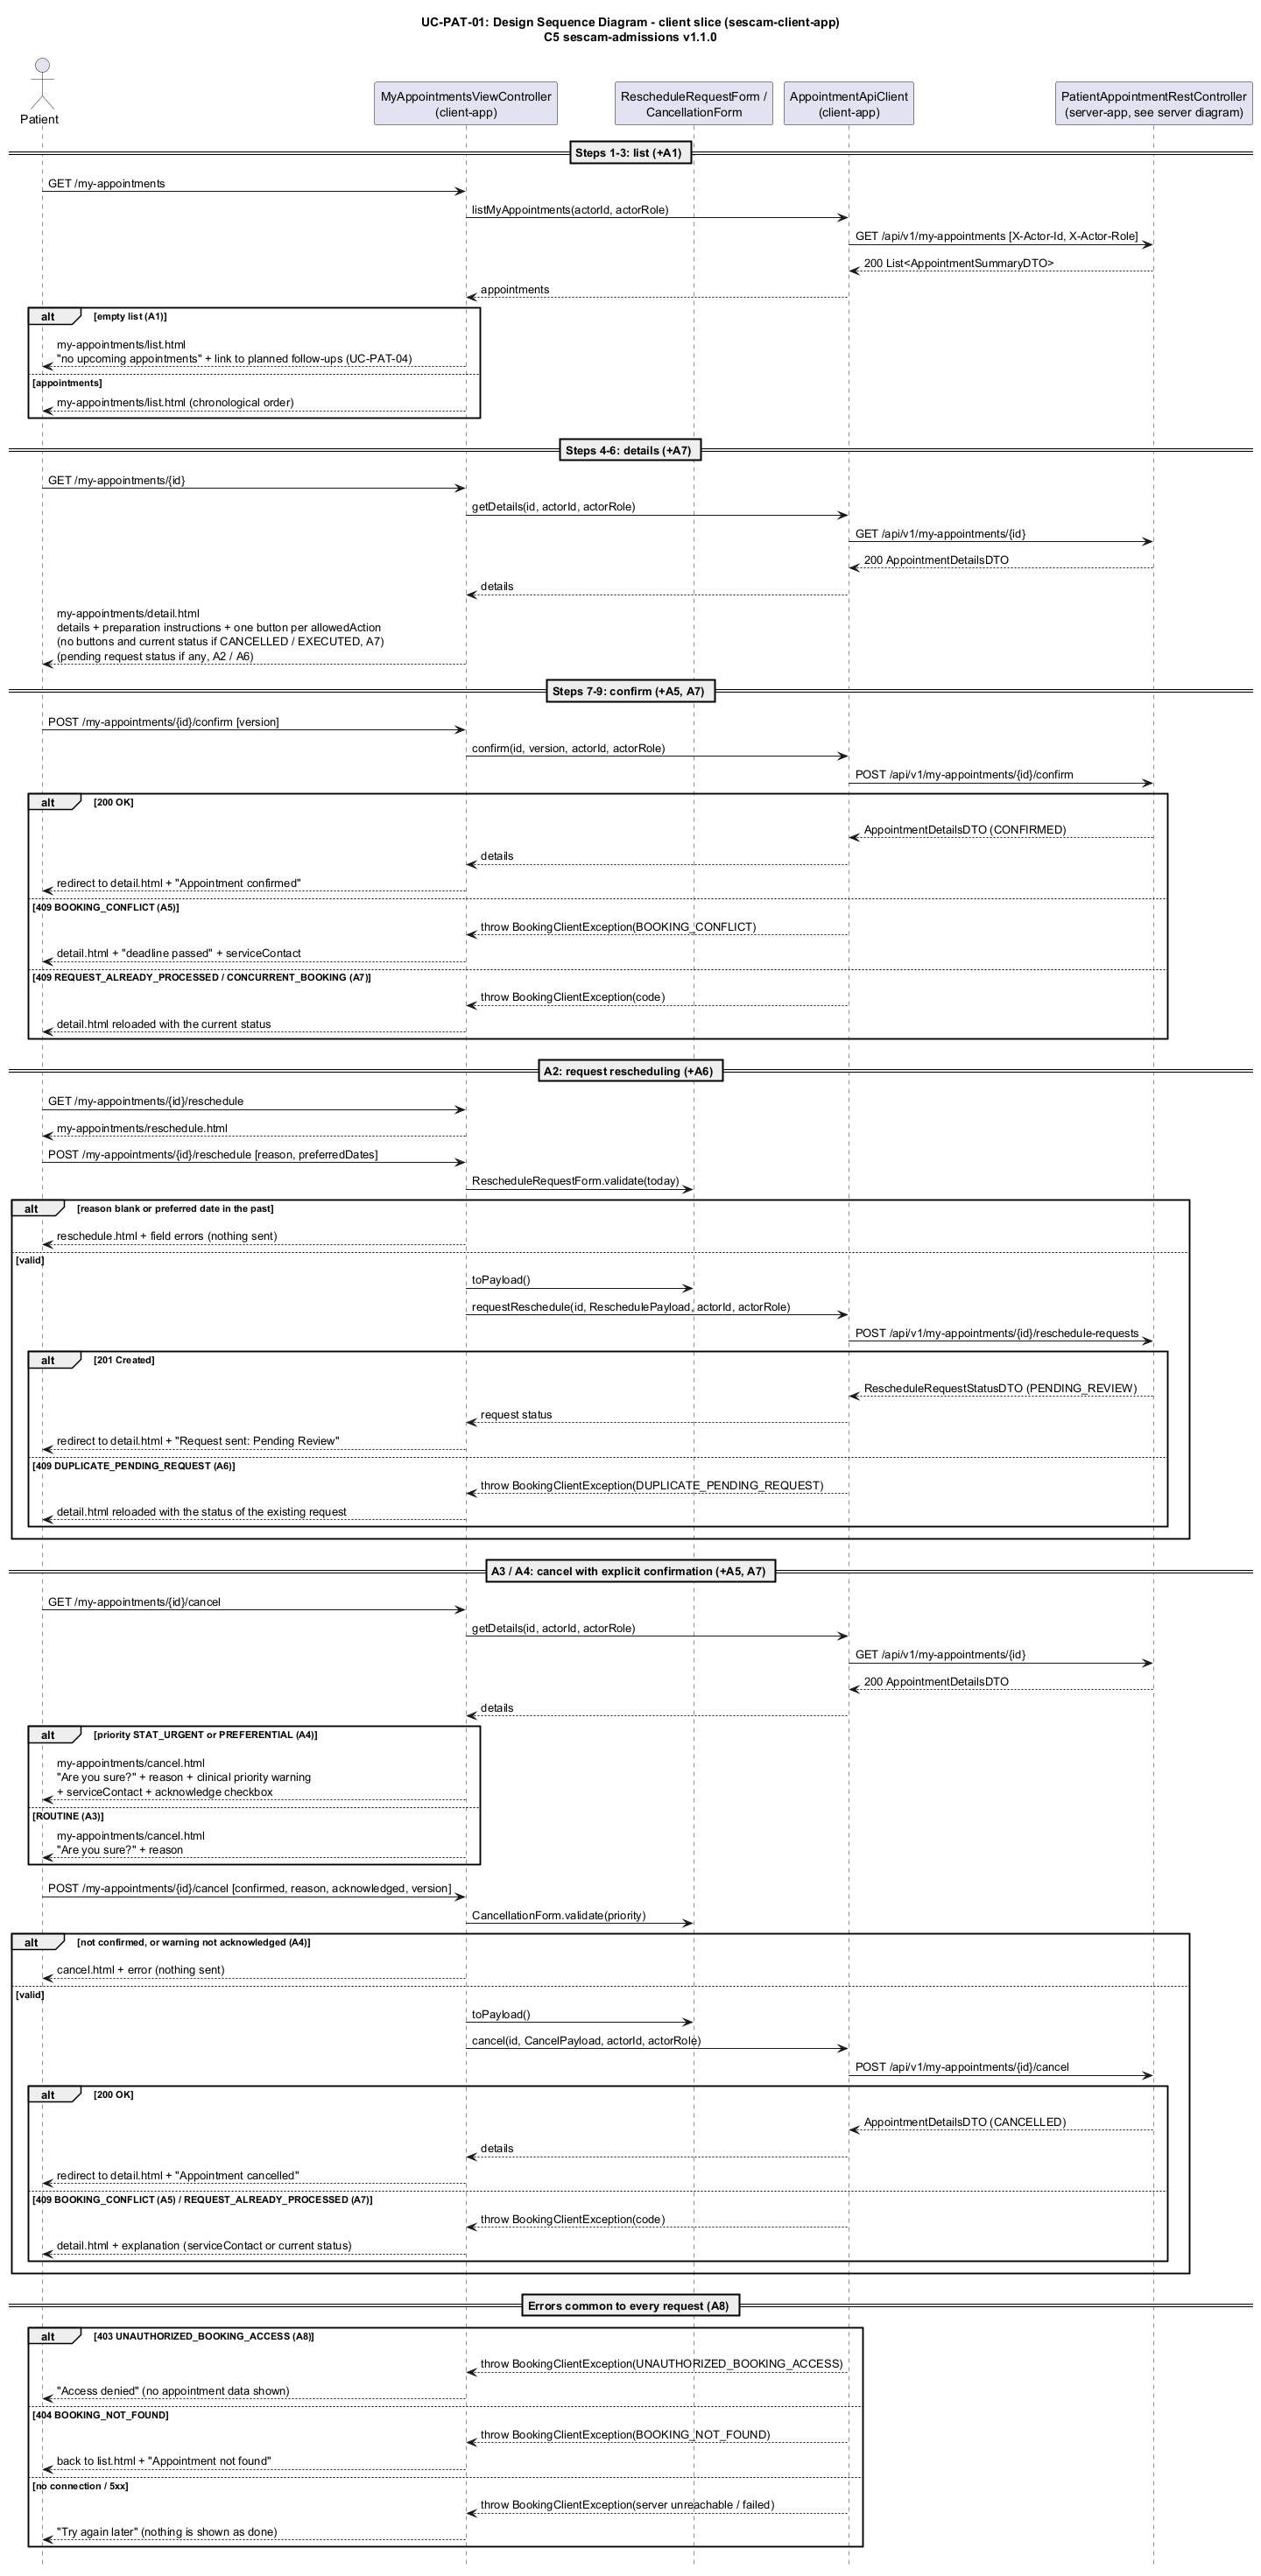 UC-PAT-01: Design Sequence Diagram - client slice (sescam-client-app)
C5 sescam-admissions v1.1.0
Patient
MyAppointmentsViewController
(client-app)
RescheduleRequestForm /
CancellationForm
AppointmentApiClient
(client-app)
PatientAppointmentRestController
(server-app, see server diagram)
Steps 1-3: list (+A1)
GET /my-appointments
listMyAppointments(actorId, actorRole)
GET /api/v1/my-appointments [X-Actor-Id, X-Actor-Role]
200 List<AppointmentSummaryDTO>
appointments
alt [empty list (A1)]
my-appointments/list.html
"no upcoming appointments" + link to planned follow-ups (UC-PAT-04)
[appointments]
my-appointments/list.html (chronological order)
Steps 4-6: details (+A7)
GET /my-appointments/{id}
getDetails(id, actorId, actorRole)
GET /api/v1/my-appointments/{id}
200 AppointmentDetailsDTO
details
my-appointments/detail.html
details + preparation instructions + one button per allowedAction
(no buttons and current status if CANCELLED / EXECUTED, A7)
(pending request status if any, A2 / A6)
Steps 7-9: confirm (+A5, A7)
POST /my-appointments/{id}/confirm [version]
confirm(id, version, actorId, actorRole)
POST /api/v1/my-appointments/{id}/confirm
alt [200 OK]
AppointmentDetailsDTO (CONFIRMED)
details
redirect to detail.html + "Appointment confirmed"
[409 BOOKING_CONFLICT (A5)]
throw BookingClientException(BOOKING_CONFLICT)
detail.html + "deadline passed" + serviceContact
[409 REQUEST_ALREADY_PROCESSED / CONCURRENT_BOOKING (A7)]
throw BookingClientException(code)
detail.html reloaded with the current status
A2: request rescheduling (+A6)
GET /my-appointments/{id}/reschedule
my-appointments/reschedule.html
POST /my-appointments/{id}/reschedule [reason, preferredDates]
RescheduleRequestForm.validate(today)
alt [reason blank or preferred date in the past]
reschedule.html + field errors (nothing sent)
[valid]
toPayload()
requestReschedule(id, ReschedulePayload, actorId, actorRole)
POST /api/v1/my-appointments/{id}/reschedule-requests
alt [201 Created]
RescheduleRequestStatusDTO (PENDING_REVIEW)
request status
redirect to detail.html + "Request sent: Pending Review"
[409 DUPLICATE_PENDING_REQUEST (A6)]
throw BookingClientException(DUPLICATE_PENDING_REQUEST)
detail.html reloaded with the status of the existing request
A3 / A4: cancel with explicit confirmation (+A5, A7)
GET /my-appointments/{id}/cancel
getDetails(id, actorId, actorRole)
GET /api/v1/my-appointments/{id}
200 AppointmentDetailsDTO
details
alt [priority STAT_URGENT or PREFERENTIAL (A4)]
my-appointments/cancel.html
"Are you sure?" + reason + clinical priority warning
+ serviceContact + acknowledge checkbox
[ROUTINE (A3)]
my-appointments/cancel.html
"Are you sure?" + reason
POST /my-appointments/{id}/cancel [confirmed, reason, acknowledged, version]
CancellationForm.validate(priority)
alt [not confirmed, or warning not acknowledged (A4)]
cancel.html + error (nothing sent)
[valid]
toPayload()
cancel(id, CancelPayload, actorId, actorRole)
POST /api/v1/my-appointments/{id}/cancel
alt [200 OK]
AppointmentDetailsDTO (CANCELLED)
details
redirect to detail.html + "Appointment cancelled"
[409 BOOKING_CONFLICT (A5) / REQUEST_ALREADY_PROCESSED (A7)]
throw BookingClientException(code)
detail.html + explanation (serviceContact or current status)
Errors common to every request (A8)
alt [403 UNAUTHORIZED_BOOKING_ACCESS (A8)]
throw BookingClientException(UNAUTHORIZED_BOOKING_ACCESS)
"Access denied" (no appointment data shown)
[404 BOOKING_NOT_FOUND]
throw BookingClientException(BOOKING_NOT_FOUND)
back to list.html + "Appointment not found"
[no connection / 5xx]
throw BookingClientException(server unreachable / failed)
"Try again later" (nothing is shown as done)